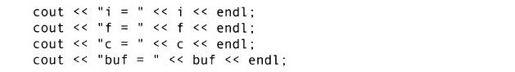 cout << "i = " << i << endl;
cout << "f = " << f << endl;
cout << "c = " << c << endl;
cout << "buf = " << buf << endl;